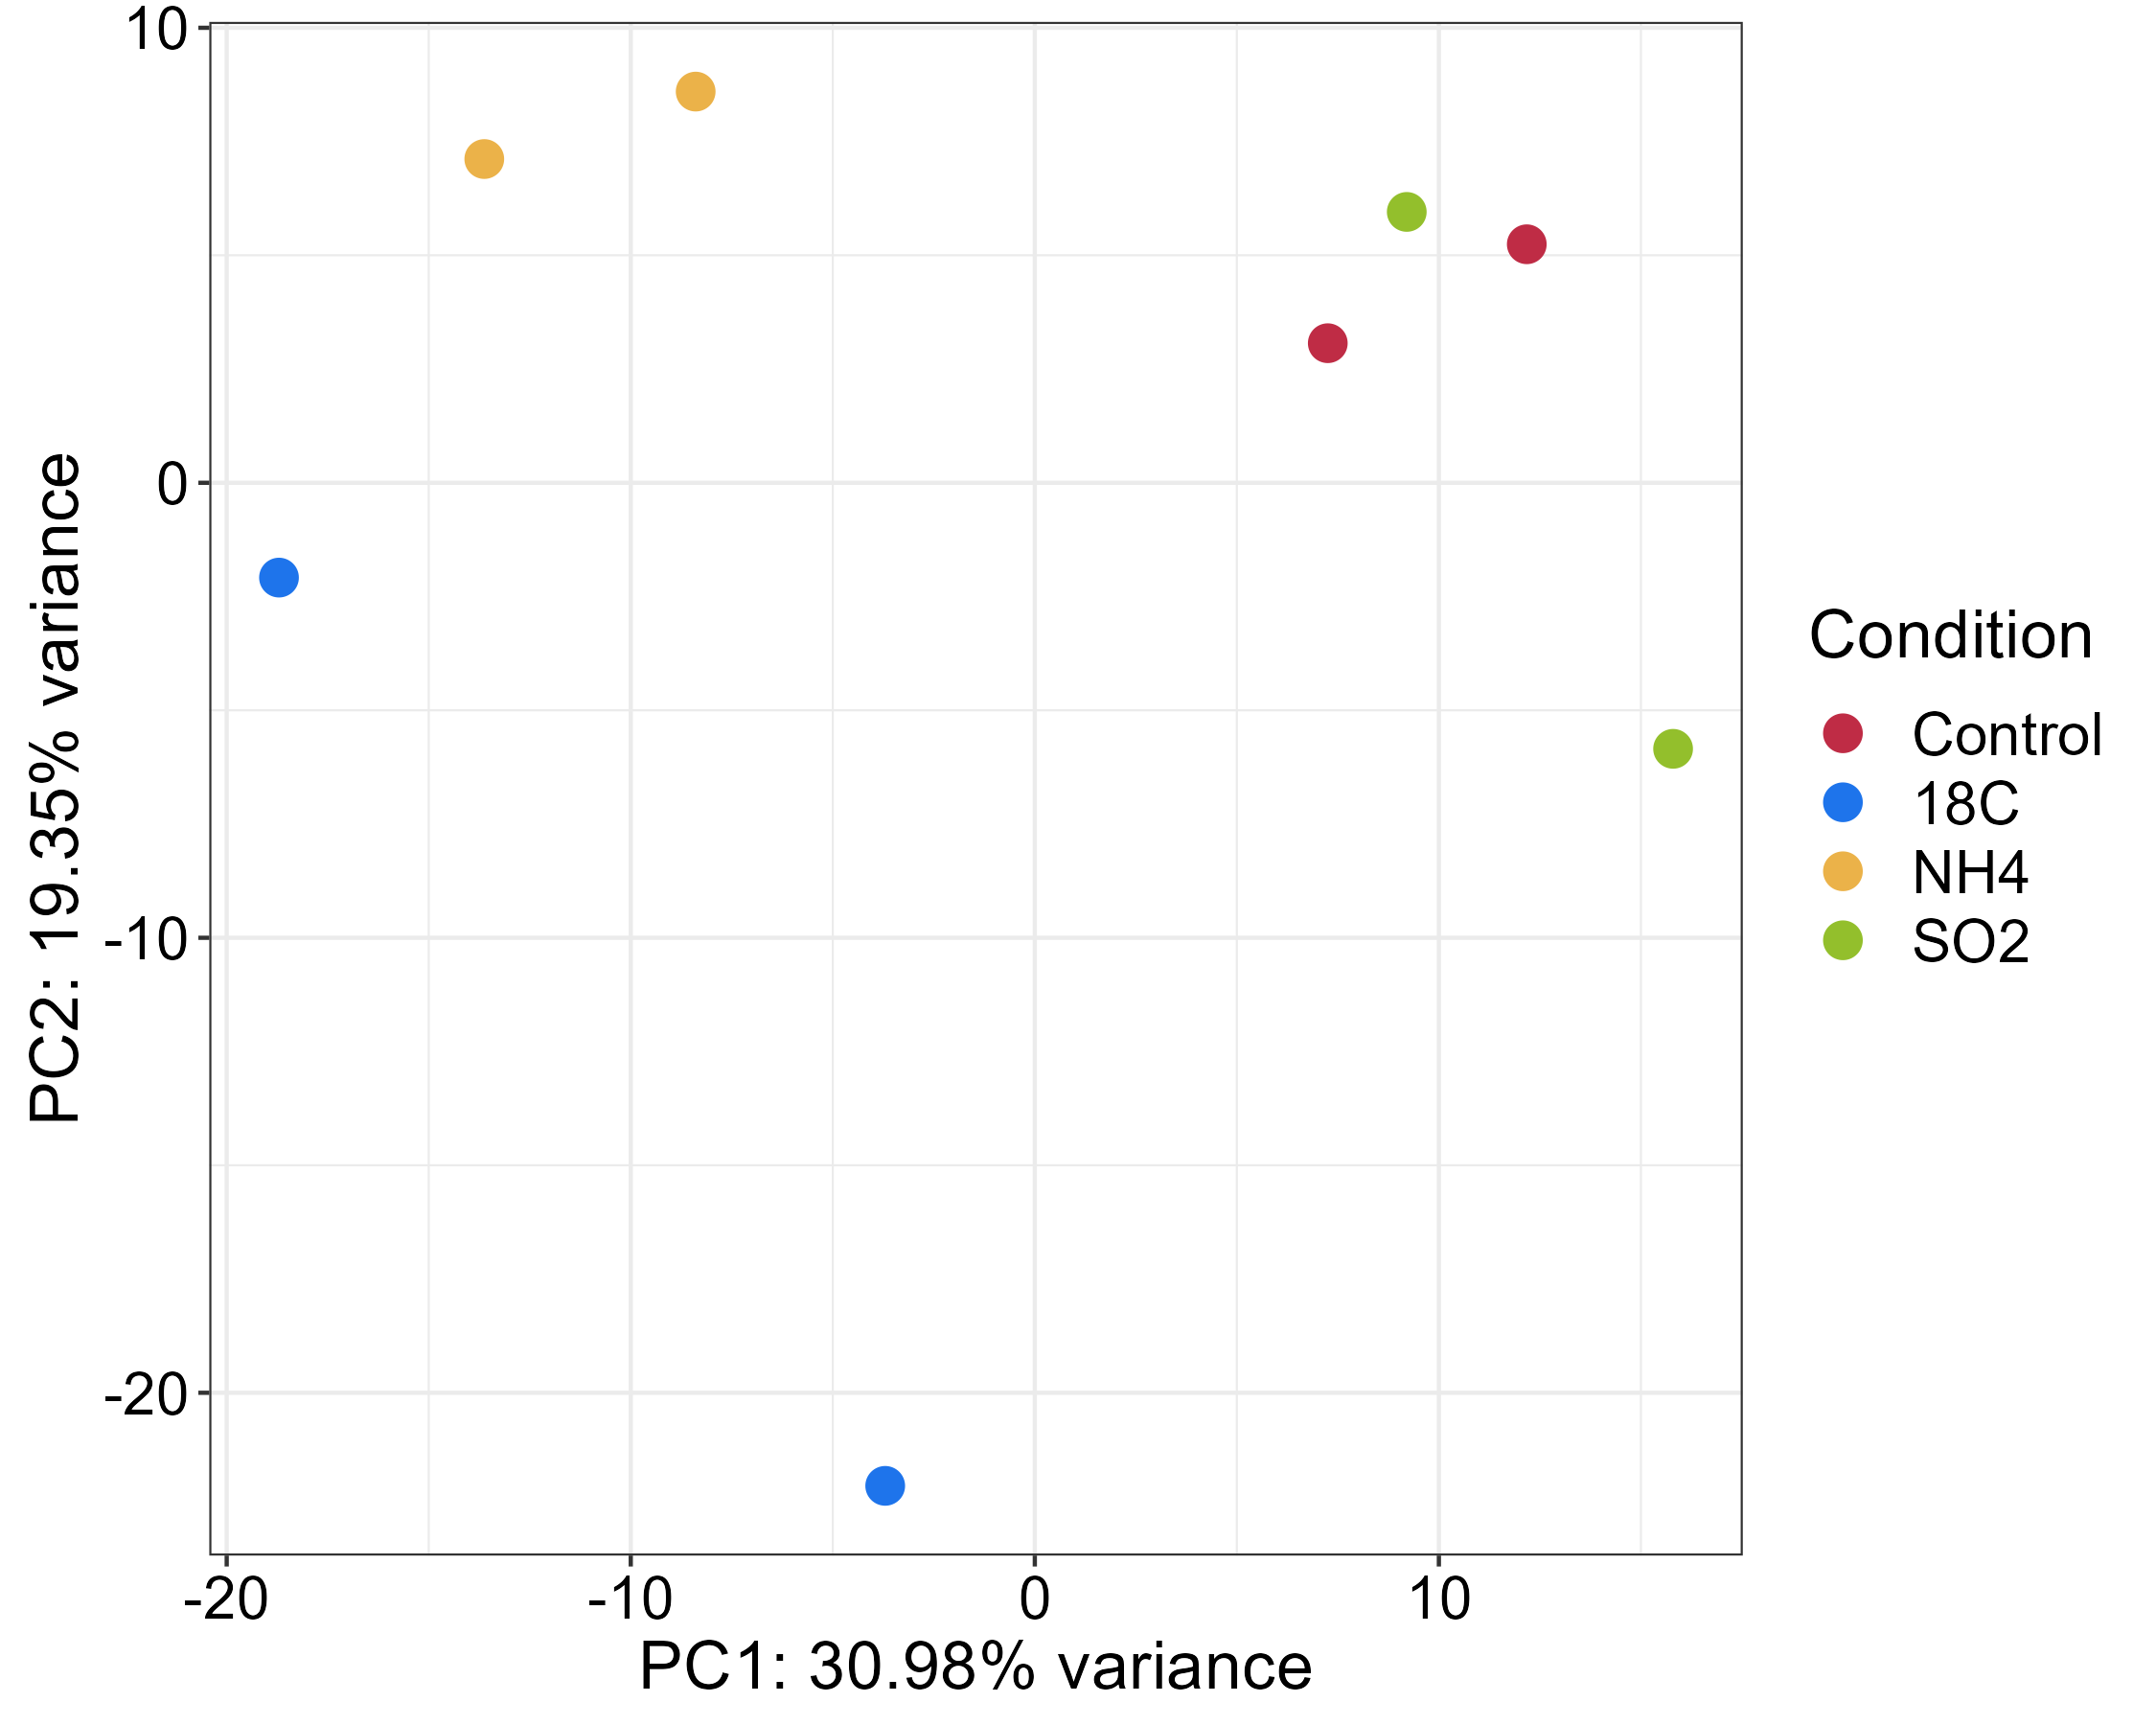 10
0
-10
-20
PC2: 19.35% variance
-20
-10
0
10
PC1: 30.98% variance
Condition
Control
18C
NH4
SO2